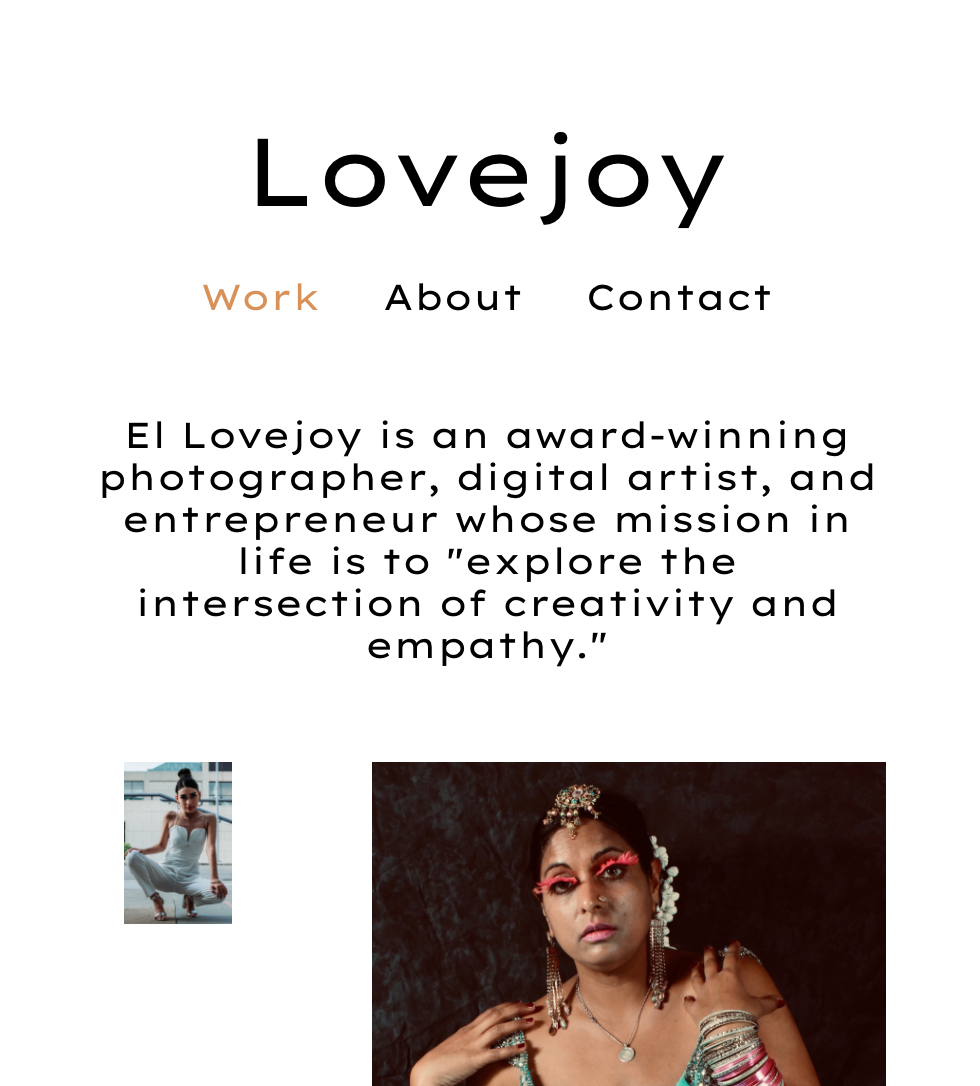 Lovejoy
Work About Contact
El Lovejoy is an award-winning
photographer, digital artist, and
entrepreneur whose mission in
life is to "explore the
intersection of creativity and
empathy."